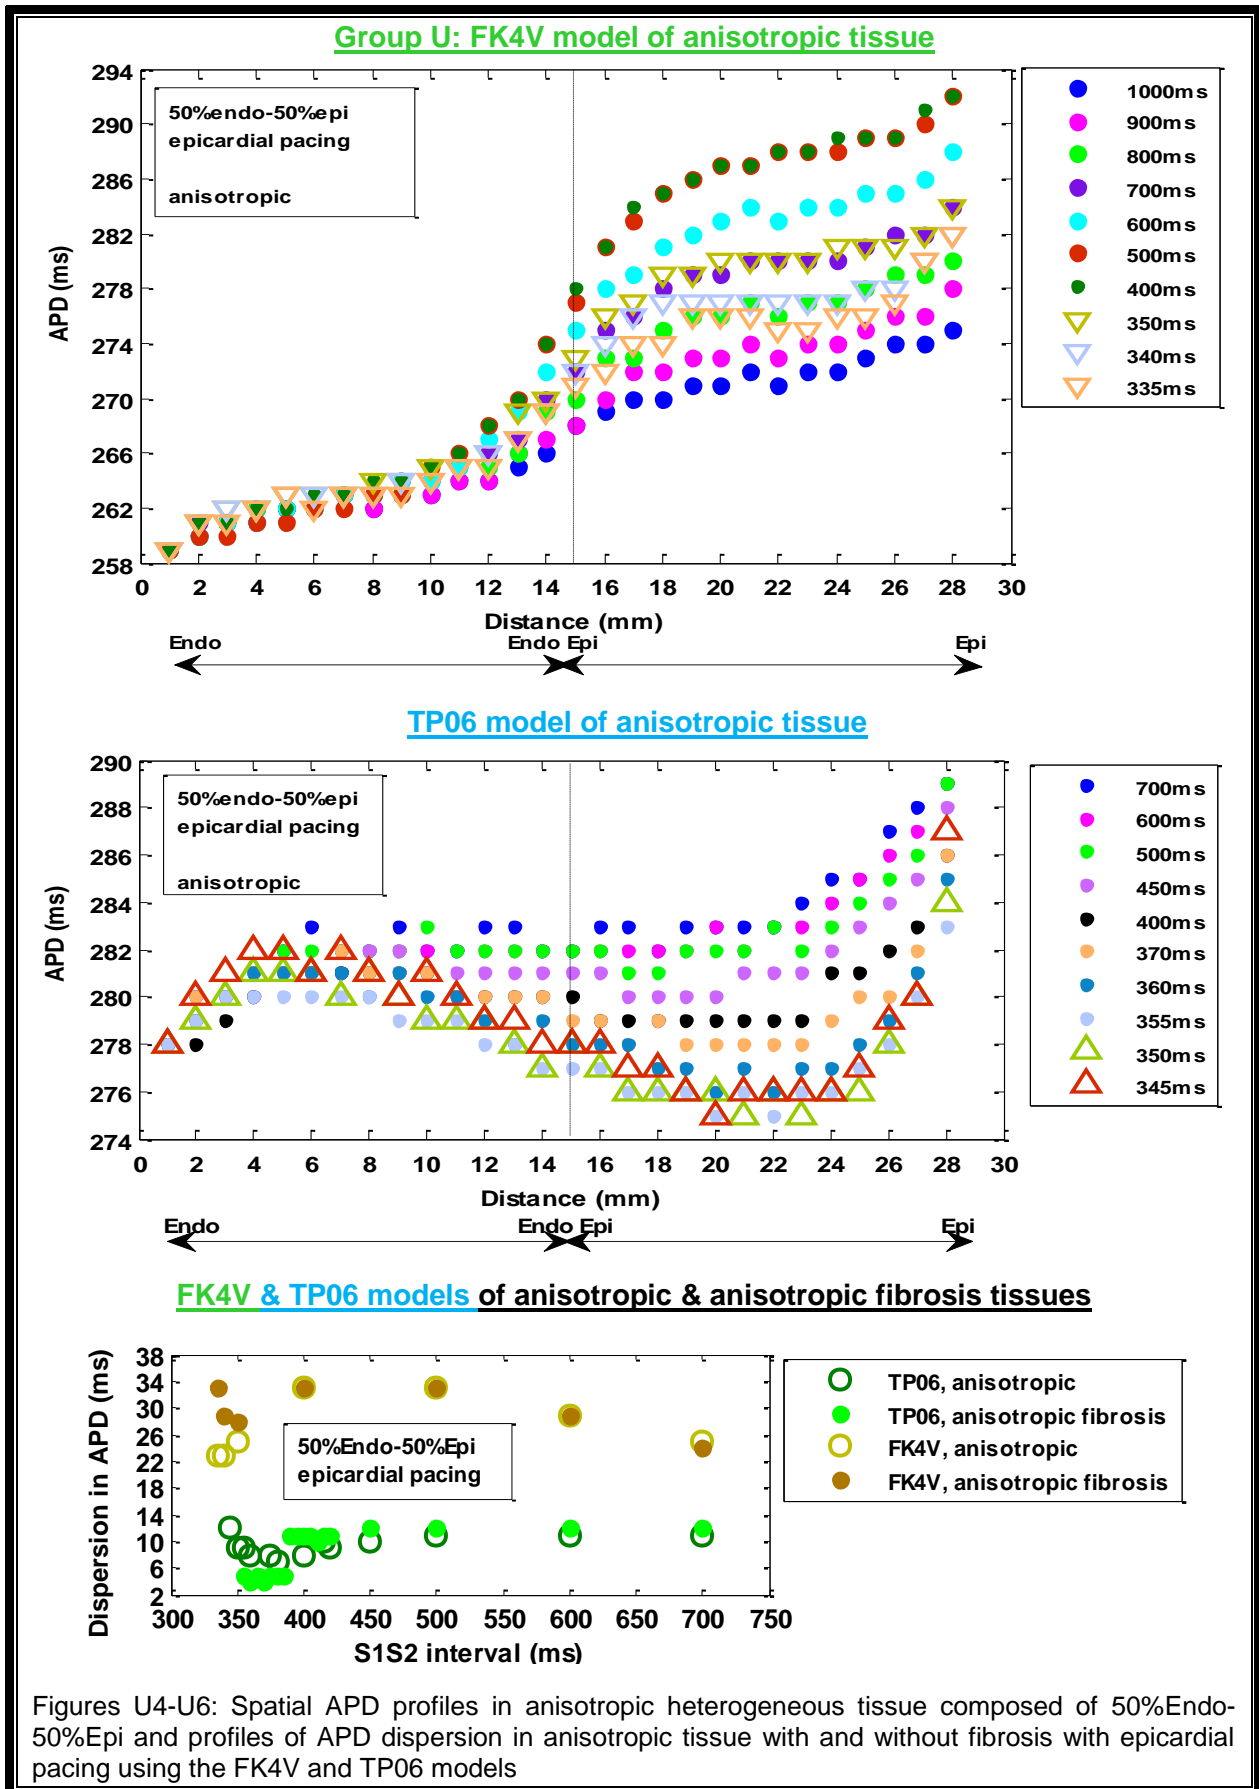 Group U: FK4V model of anisotropic tissue
294
290
286
282
278
274
270
266
262
258
APD (ms)
50%endo-50%epi
epicardial pacing
anisotropic
1000ms
900ms
800ms
700ms
600ms
500ms
400ms
350ms
340ms
335ms
0 2 4 6 8 10 12 14 16 18 20 22 24 26 28 30
Distance (mm)
Endo Endo Epi Epi
TP06 model of anisotropic tissue
290
288
286
284
282
280
278
276
274
APD (ms)
50%endo-50%epi
epicardial pacing
anisotropic
700ms
600ms
500ms
450ms
400ms
370ms
360ms
355ms
350ms
345ms
0 2 4 6 8 10 12 14 16 18 20 22 24 26 28 30
Distance (mm)
Endo Endo Epi Epi
FK4V & TP06 models of anisotropic & anisotropic fibrosis tissues
38
34
30
26
22
18
14
10
6
2
Dispersion in APD (ms)
50%Endo-50%Epi
epicardial pacing
TP06, anisotropic
TP06, anisotropic fibrosis
FK4V, anisotropic
FK4V, anisotropic fibrosis
300 350 400 450 500 550 600 650 700 750
S1S2 interval (ms)
Figures U4-U6: Spatial APD profiles in anisotropic heterogeneous tissue composed of 50%Endo-
50%Epi and profiles of APD dispersion in anisotropic tissue with and without fibrosis with epicardial
pacing using the FK4V and TP06 models